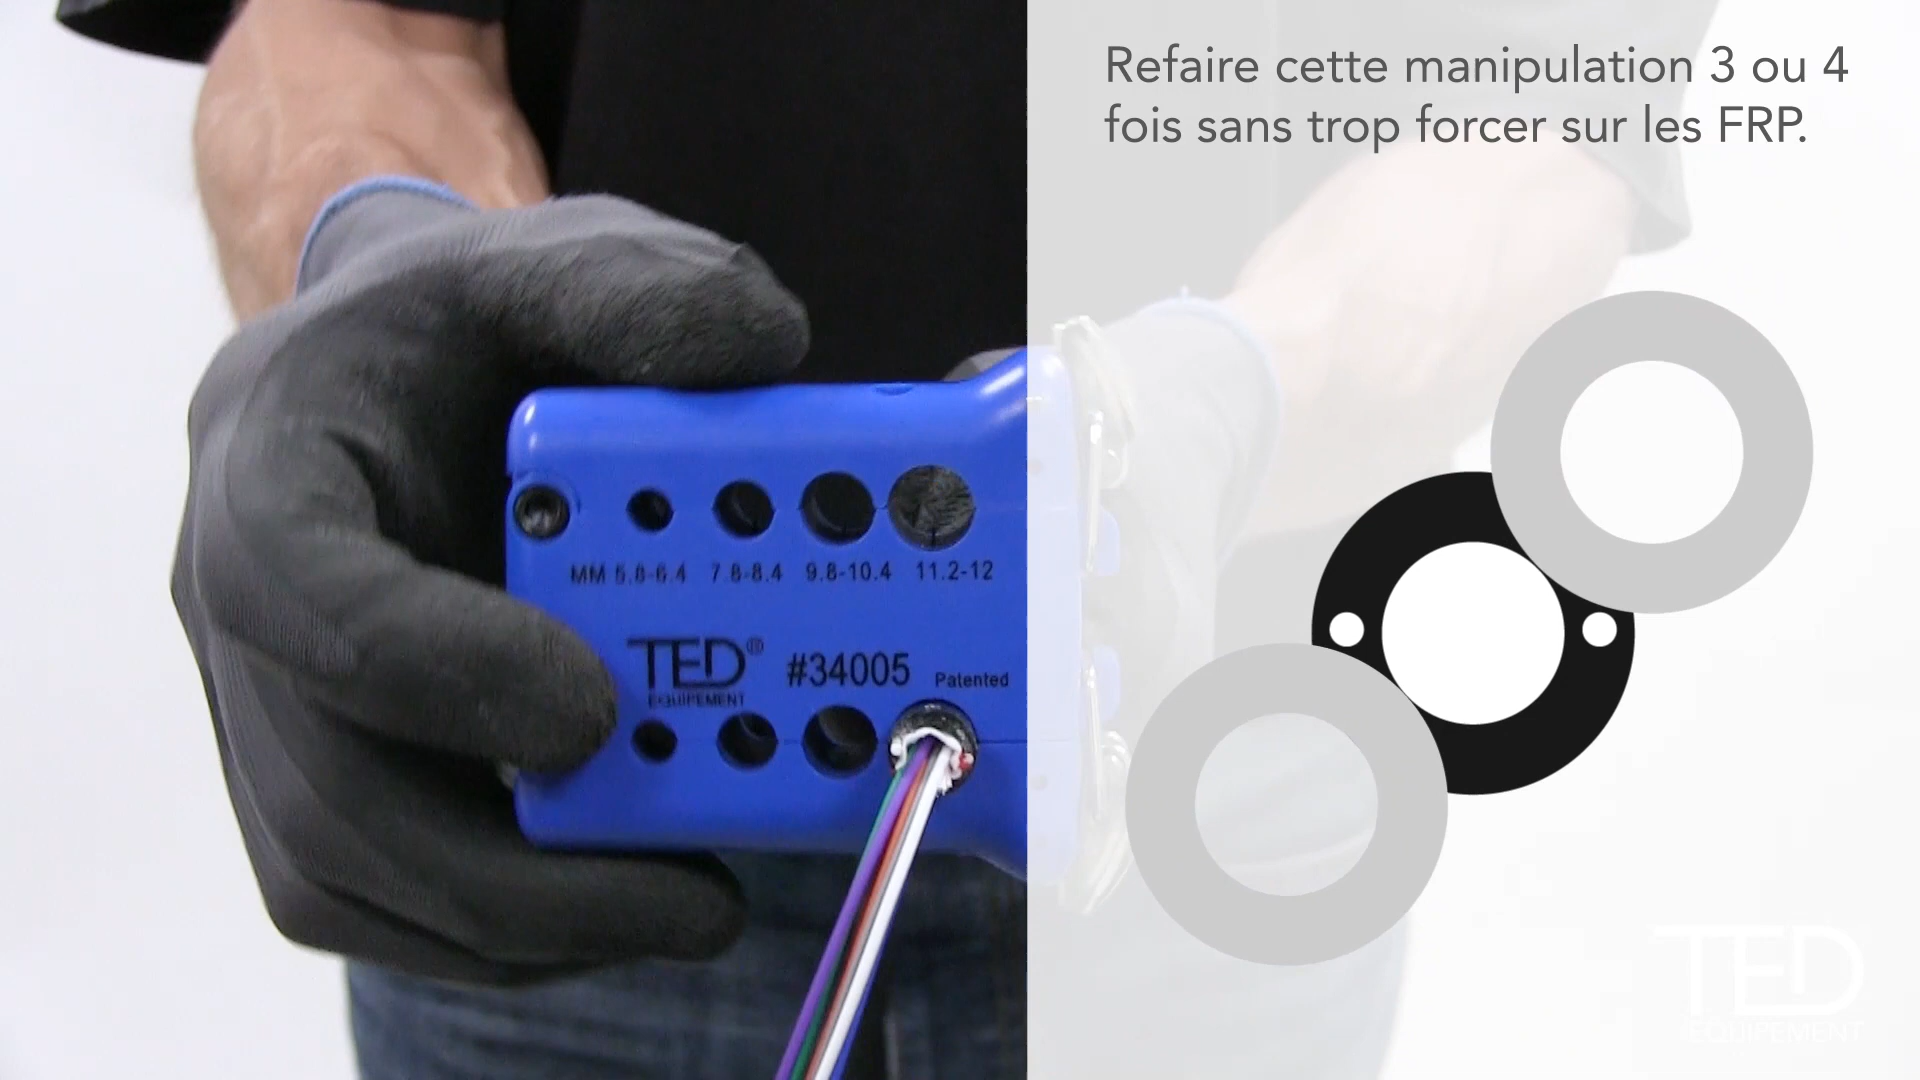 Refaire cette manipulation 3 ou 4
fois sans trop forcer sur les FRP.
MM 5.8-6.4 7.8-8.4 9.8-10.4 11.2-12
TED®
EQUIPEMENT
#34005
Patented
TED
EQUIPEMENT